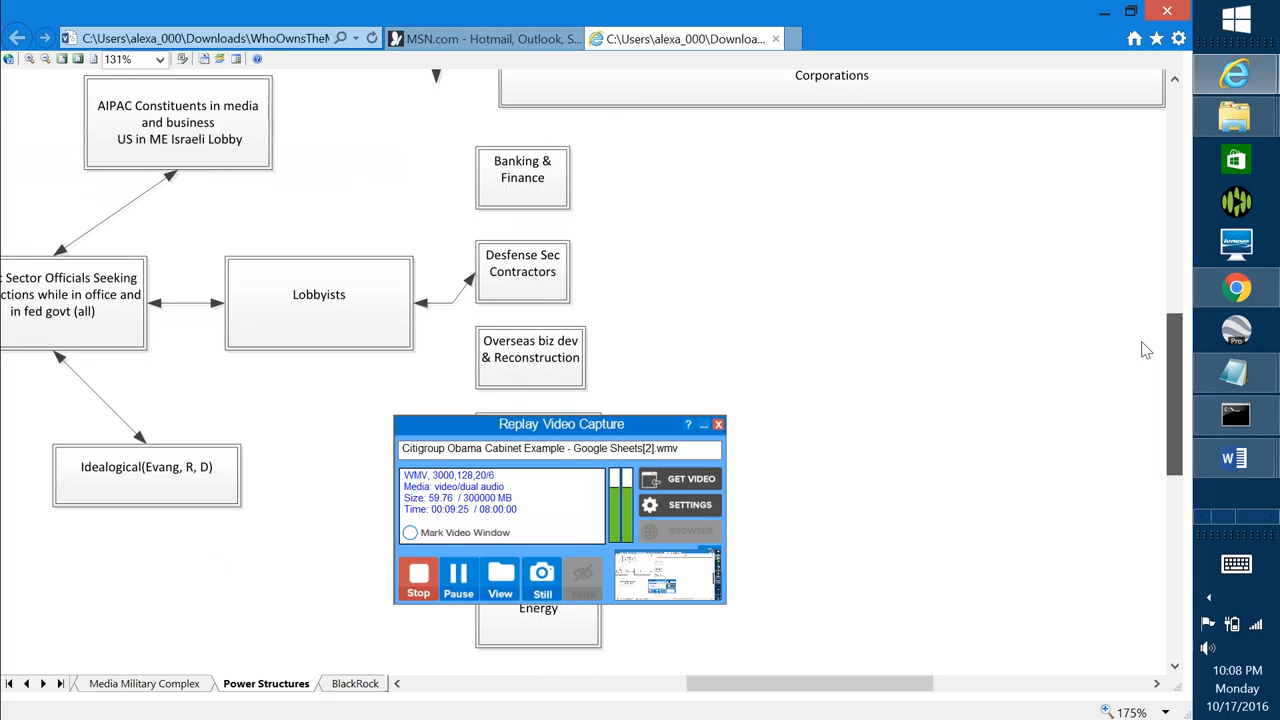 C:\Users\alexa_000\Downloads\WhoOwnsTheM
MSN.com - Hotmail, Outlook, S...
C:\Users\alexa_000\Downloa...
131%
Corporations
AIPAC Constituents in media
and business
US in ME Israeli Lobby
Banking &
Finance
Desfense Sec
Contractors
Sector Officials Seeking
ctions while in office and
in fed govt (all)
Lobbyists
Overseas biz dev
& Reconstruction
Idealogical(Evang, R, D)
Replay Video Capture
Citigroup Obama Cabinet Example - Google Sheets[2].wmv
WMV, 3000,128,20/6
Media: video/dual audio
Size: 59.76 / 300000 MB
Time: 00:09:25 / 08:00:00
Mark Video Window
GET VIDEO
SETTINGS
BROWSER
Stop
Pause
View
Still
Hide
Energy
Media Military Complex
Power Structures
BlackRock
175%
lenovo
Pro
10:08 PM
Monday
10/17/2016